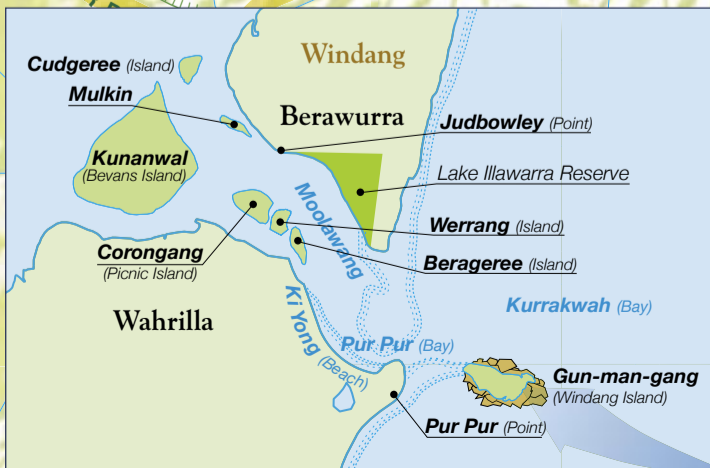 Windang
Cudgeree (Island)
Mulkin
Berawurra
Judbowley (Point)
Kunanwal
(Bevans Island)
Lake Illawarra Reserve
Moolawang
Werrang (Island)
Corongang
(Picnic Island)
Berageree (Island)
Ki Yong
(Beach)
Kurrakwah (Bay)
Wahrilla
Pur Pur (Bay)
Gun-man-gang
(Windang Island)
Pur Pur (Point)